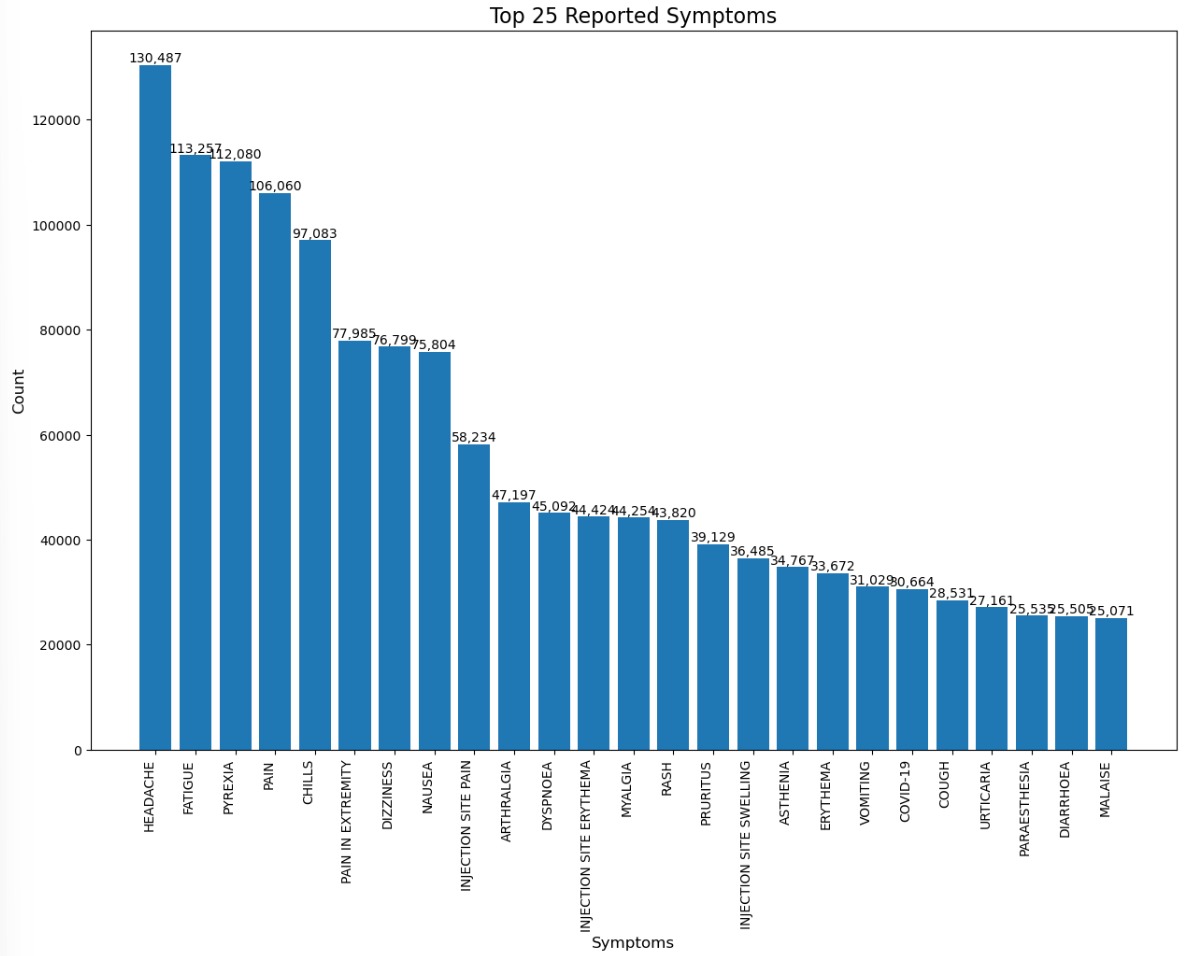 Top 25 Reported Symptoms
130,487
113,257
112,080
106,060
97,083
77,985
76,799
75,804
58,234
47,197
45,092
44,424
44,254
43,820
39,129
36,485
34,767
33,672
31,029
30,664
28,531
27,161
25,535
25,505
25,071
120000
100000
80000
60000
40000
20000
0
Count
HEADACHE
FATIGUE
PYREXIA
PAIN
CHILLS
PAIN IN EXTREMITY
DIZZINESS
NAUSEA
INJECTION SITE PAIN
ARTHRALGIA
DYSPNOEA
INJECTION SITE ERYTHEMA
MYALGIA
RASH
PRURITUS
INJECTION SITE SWELLING
ASTHENIA
ERYTHEMA
VOMITING
COVID-19
COUGH
URTICARIA
PARAESTHESIA
DIARRHOEA
MALAISE
Symptoms